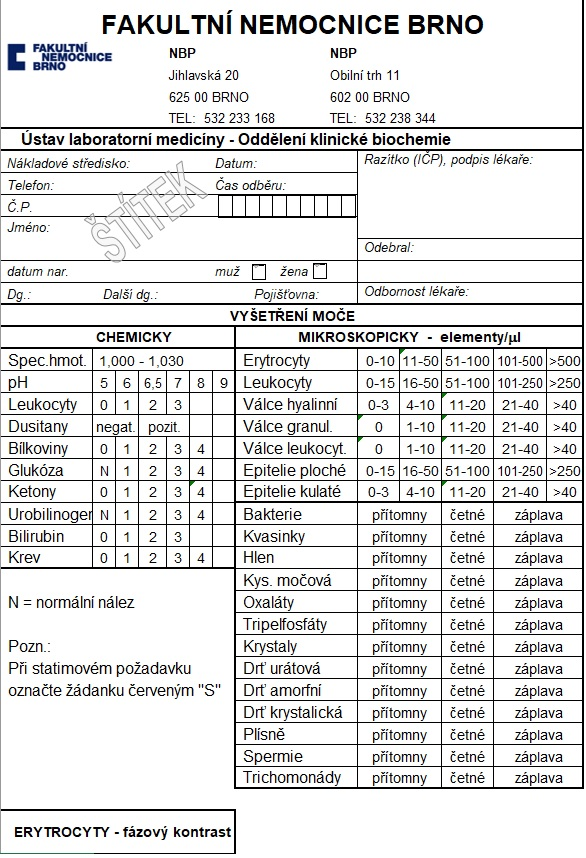 FAKULTNÍ NEMOCNICE BRNO
FAKULTNÍ
NEMOCNICE
BRNO
NBP NBP
Jihlavská 20 Obilní trh 11
625 00 BRNO 602 00 BRNO
TEL: 532 233 168 TEL: 532 238 344
Ústav laboratorní medicíny - Oddělení klinické biochemie
Nákladové středisko: Datum: Razítko (IČP), podpis lékaře:
Telefon: Čas odběru:
Č.P.
ŠTÍTEK
Jméno:
Odebral:
datum nar. muž žena
Dg.: Další dg.: Pojišťovna: Odbornost lékaře:
VYŠETŘENÍ MOČE
CHEMICKY MIKROSKOPICKY - elementy/µl
Spec.hmot. 1,000 - 1,030 Erytrocyty 0-10 11-50 51-100 101-500 >500
pH 5 6 6,5 7 8 9 Leukocyty 0-15 16-50 51-100 101-250 >250
Leukocyty 0 1 2 3 Válce hyalinní 0-3 4-10 11-20 21-40 >40
Dusitany negat. pozit. Válce granul. 0 1-10 11-20 21-40 >40
Bílkoviny 0 1 2 3 4 Válce leukocyt. 0 1-10 11-20 21-40 >40
Glukóza N 1 2 3 4 Epitelie ploché 0-15 16-50 51-100 101-250 >250
Ketony 0 1 2 3 4 Epitelie kulaté 0-3 4-10 11-20 21-40 >40
Urobilinogen N 1 2 3 4 Bakterie přítomny četné záplava
Bilirubin 0 1 2 3 Kvasinky přítomny četné záplava
Krev 0 1 2 3 4 Hlen přítomny četné záplava
Kys. močová přítomny četné záplava
N = normální nález Oxaláty přítomny četné záplava
Tripelfosfáty přítomny četné záplava
Pozn.: Krystaly přítomny četné záplava
Při statimovém požadavku Drť urátová přítomny četné záplava
označte žádanku červeným "S" Drť amorfní přítomny četné záplava
Drť krystalická přítomny četné záplava
Plísně přítomny četné záplava
Spermie přítomny četné záplava
Trichomonády přítomny četné záplava
ERYTROCYTY - fázový kontrast